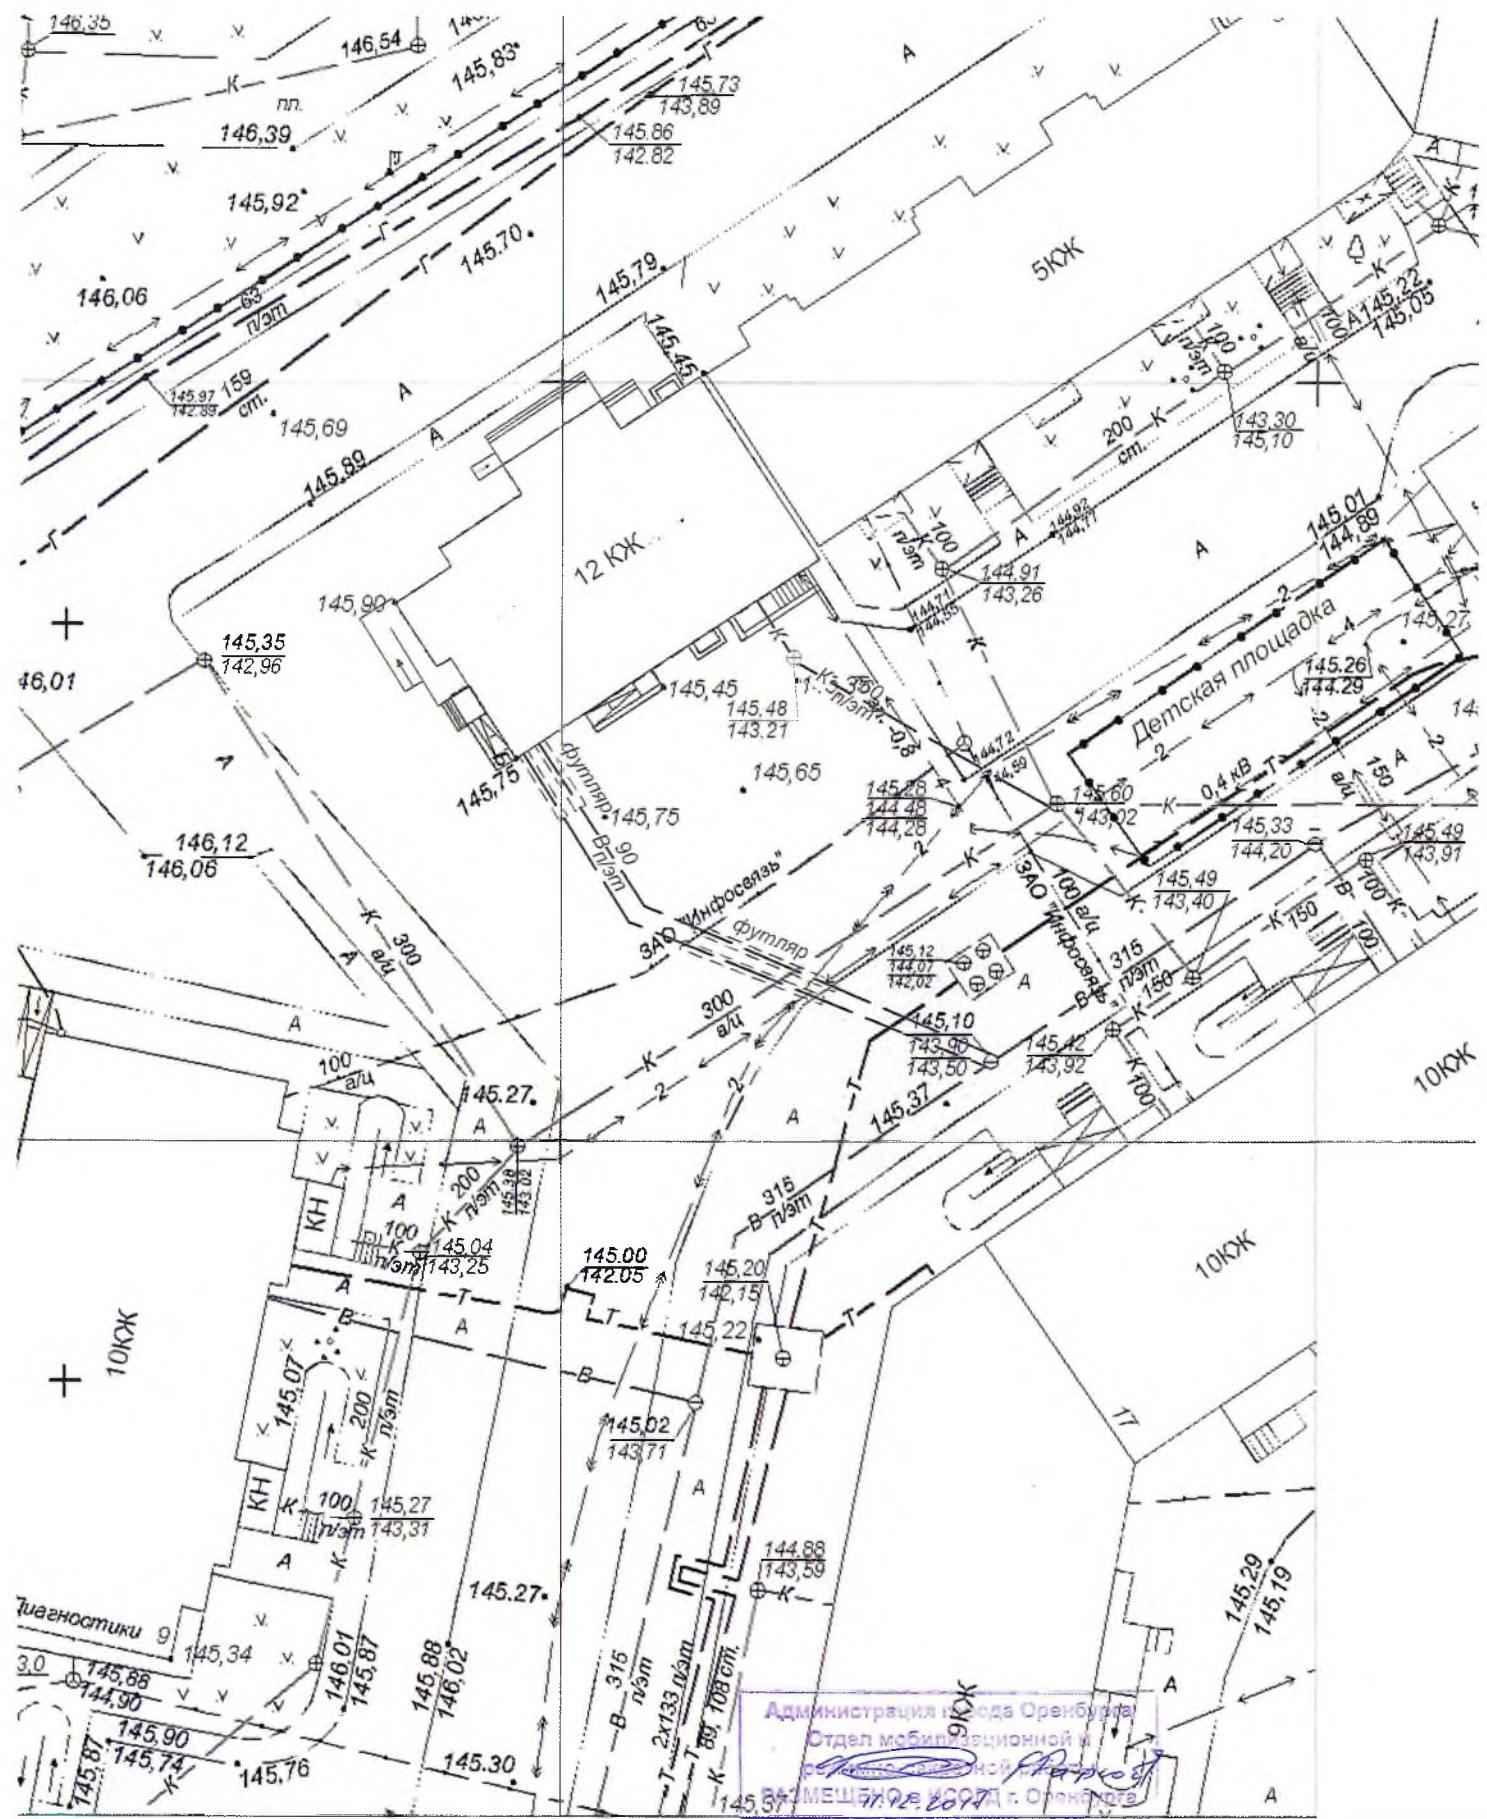 146,35
146,54
145,83
145,73
143,89
К
пл.
146,39
145.86
142.82
А
145,92
Г
145.70
146,06
63
п/эт
145,79
5КЖ
145,45
А145,22
145,05
100
а/ц
145.97
142.89
159
ст.
145,69
А
145,89
100
п/эт
200
ст.
К
143,30
145,10
12 КЖ
145,01
144,89
144.92
144.77
100
п/эт
144.91
143,26
145,90
144,71
144,55
Детская площадка
145,27
145,35
142,96
46,01
145,45
145.48
143.21
145.26
144.29
145,75
футляр
145,65
144,72
145,75
145.28
144.48
144,28
145,60
143,02
0,4 кВ
Т
150
а/ц
146,12
146,06
90
В п/эт
145,33
144,20
145,49
143,91
ЗАО "Инфосвязь"
футляр
145,49
143,40
ЗАО "Инфосвязь"
100
а/ц
К
300
а/ц
145,12
144,07
142,02
315
п/эт
150
100
300
а/ц
145,10
143,90
143,50
145,42
143,92
100
а/ц
145.27
145,37
10КЖ
200
п/эт
145.38
143.02
КН
100
п/эт
145,04
143,25
315
п/эт
145.00
142.05
145,20
142,15
10КЖ
145,22
10КЖ
145,07
200
п/эт
145,02
143,71
17
КН
100
п/эт
145,27
143,31
144.88
143,59
145.27
145,29
145,19
Диагностики 9
145,34
146,01
145,87
145,88
146,02
315
п/эт
2х133 п/эт
89, 108 ст.
3,0
145,88
144.90
145,90
145,74
145,87
145,76
145.30
9КЖ
Администрация города Оренбурга
Отдел мобилизационной и
РАЗМЕЩЕНО в ИСОГД г. Оренбурга